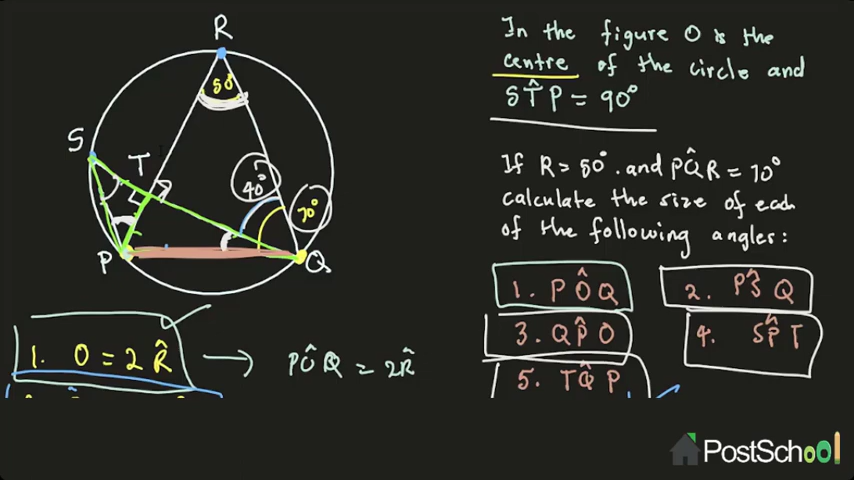 R
50°
S
T
40°
70°
P
Q
In the figure O is the
centre of the circle and
ST̂P = 90°
If R = 50°. and PQ̂R = 70°
calculate the size of each
of the following angles:
1. PÔQ
2. PŜQ
3. QP̂O
4. SP̂T
5. TQ̂P
1. O = 2R̂ → PÔQ = 2R̂
PostSchool